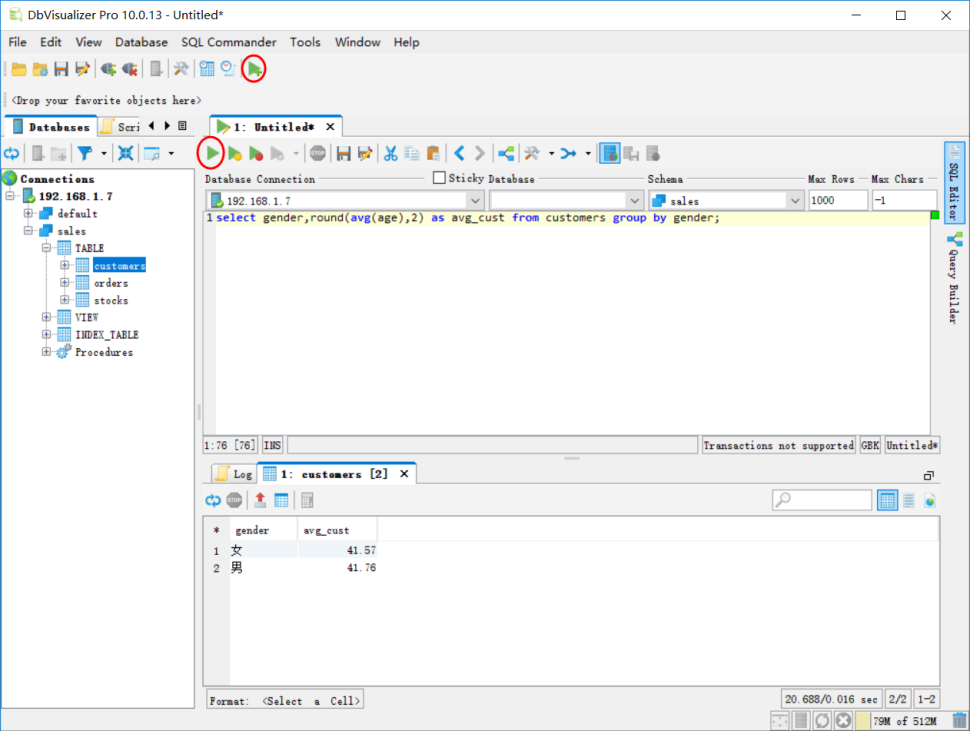 DbVisualizer Pro 10.0.13 - Untitled*
File Edit View Database SQL Commander Tools Window Help
<Drop your favorite objects here>
Databases Scri 1: Untitled*
STOP
Connections
Database Connection Sticky Database Schema Max Rows Max Chars
192.168.1.7
192.168.1.7 sales 1000 -1
default
1 select gender,round(avg(age),2) as avg_cust from customers group by gender;
sales
TABLE
customers
orders
stocks
VIEW
INDEX_TABLE
Procedures
SQL Editor
Query Builder
1:76 [76] INS Transactions not supported GBK Untitled*
Log 1: customers [2]
STOP
* gender avg_cust
1 女 41.57
2 男 41.76
Format: <Select a Cell> 20.688/0.016 sec 2/2 1-2
79M of 512M